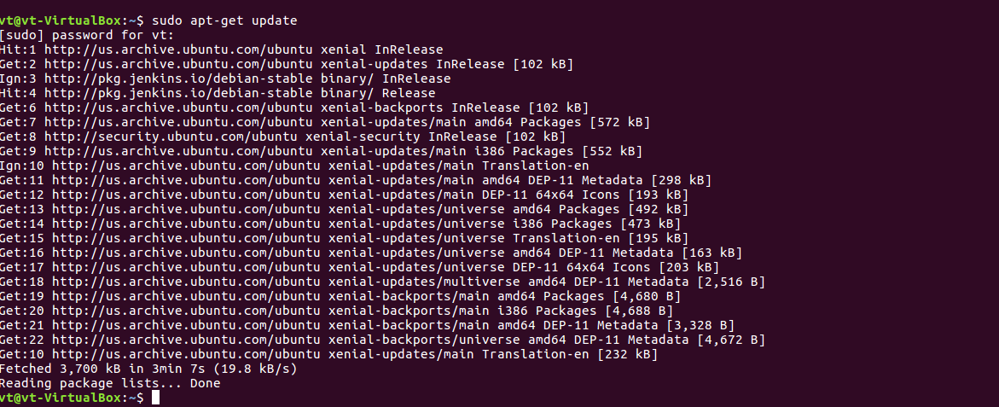 vt@vt-VirtualBox:~$ sudo apt-get update
[sudo] password for vt:
Hit:1 http://us.archive.ubuntu.com/ubuntu xenial InRelease
Get:2 http://us.archive.ubuntu.com/ubuntu xenial-updates InRelease [102 kB]
Ign:3 http://pkg.jenkins.io/debian-stable binary/ InRelease
Hit:4 http://pkg.jenkins.io/debian-stable binary/ Release
Get:6 http://us.archive.ubuntu.com/ubuntu xenial-backports InRelease [102 kB]
Get:7 http://us.archive.ubuntu.com/ubuntu xenial-updates/main amd64 Packages [572 kB]
Get:8 http://security.ubuntu.com/ubuntu xenial-security InRelease [102 kB]
Get:9 http://us.archive.ubuntu.com/ubuntu xenial-updates/main i386 Packages [552 kB]
Ign:10 http://us.archive.ubuntu.com/ubuntu xenial-updates/main Translation-en
Get:11 http://us.archive.ubuntu.com/ubuntu xenial-updates/main amd64 DEP-11 Metadata [298 kB]
Get:12 http://us.archive.ubuntu.com/ubuntu xenial-updates/main DEP-11 64x64 Icons [193 kB]
Get:13 http://us.archive.ubuntu.com/ubuntu xenial-updates/universe amd64 Packages [492 kB]
Get:14 http://us.archive.ubuntu.com/ubuntu xenial-updates/universe i386 Packages [473 kB]
Get:15 http://us.archive.ubuntu.com/ubuntu xenial-updates/universe Translation-en [195 kB]
Get:16 http://us.archive.ubuntu.com/ubuntu xenial-updates/universe amd64 DEP-11 Metadata [163 kB]
Get:17 http://us.archive.ubuntu.com/ubuntu xenial-updates/universe DEP-11 64x64 Icons [203 kB]
Get:18 http://us.archive.ubuntu.com/ubuntu xenial-updates/multiverse amd64 DEP-11 Metadata [2,516 B]
Get:19 http://us.archive.ubuntu.com/ubuntu xenial-backports/main amd64 Packages [4,680 B]
Get:20 http://us.archive.ubuntu.com/ubuntu xenial-backports/main i386 Packages [4,688 B]
Get:21 http://us.archive.ubuntu.com/ubuntu xenial-backports/main amd64 DEP-11 Metadata [3,328 B]
Get:22 http://us.archive.ubuntu.com/ubuntu xenial-backports/universe amd64 DEP-11 Metadata [4,672 B]
Get:10 http://us.archive.ubuntu.com/ubuntu xenial-updates/main Translation-en [232 kB]
Fetched 3,700 kB in 3min 7s (19.8 kB/s)
Reading package lists... Done
vt@vt-VirtualBox:~$